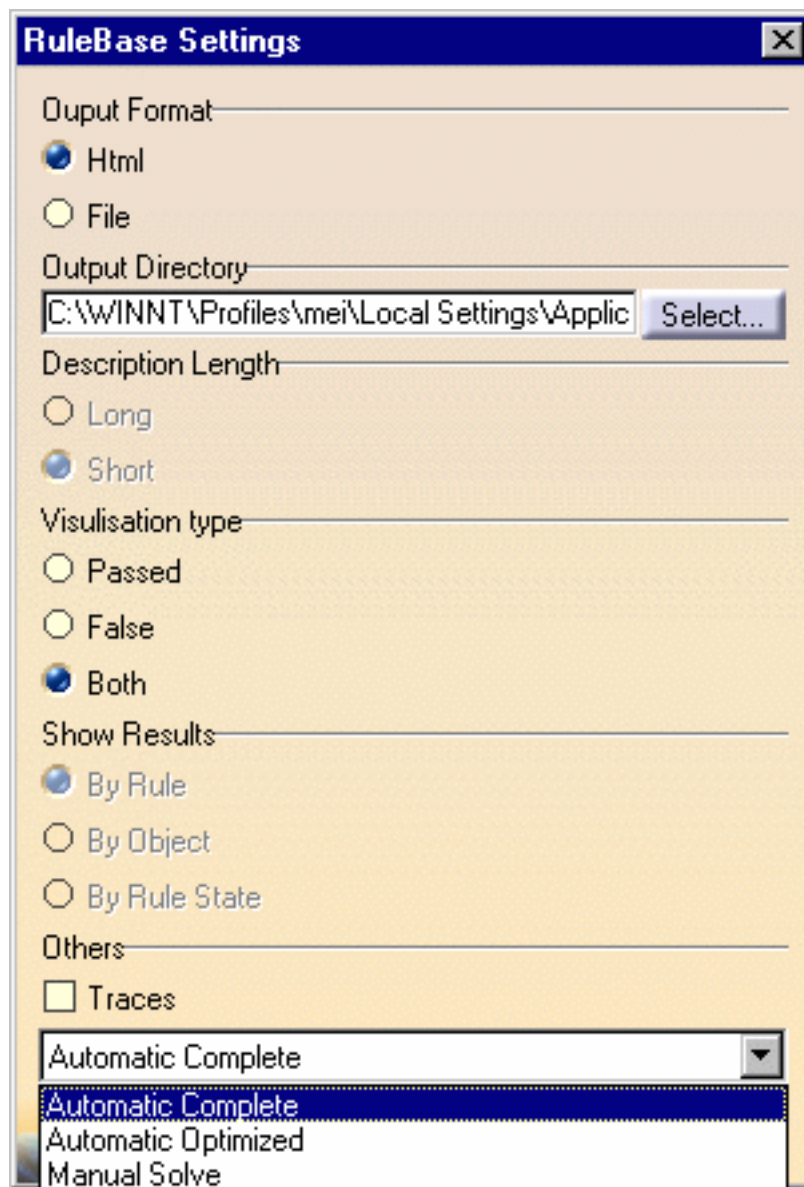 RuleBase Settings
Ouput Format
Html
File
Output Directory
C:\WINNT\Profiles\mei\Local Settings\Applic Select...
Description Length
Long
Short
Visulisation type
Passed
False
Both
Show Results
By Rule
By Object
By Rule State
Others
Traces
Automatic Complete
Automatic Complete
Automatic Optimized
Manual Solve